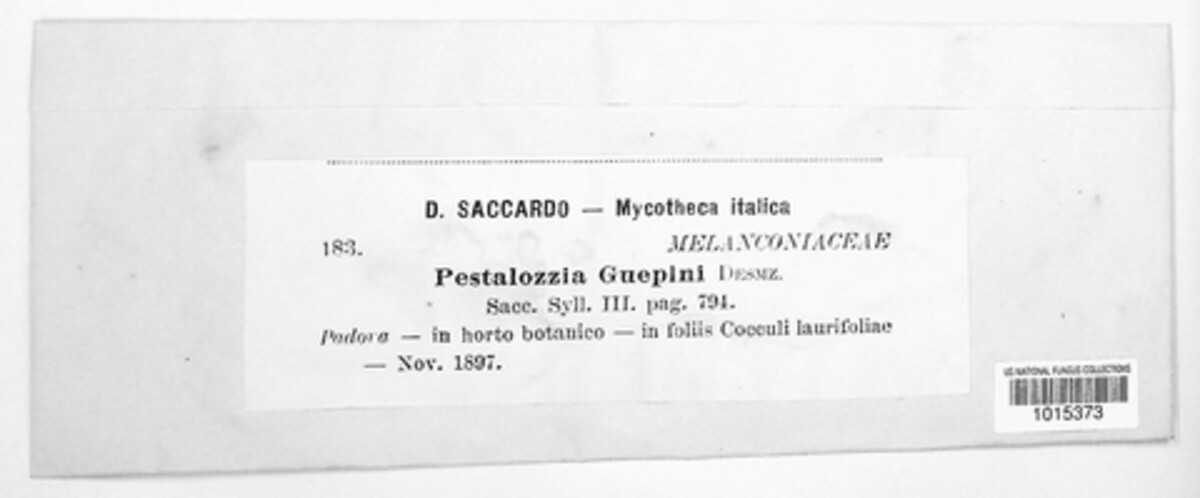 D. SACCARDO — Mycotheca italica
183. MELANCONIACEAE
Pestalozzia Guepini DESMZ.
Sacc. Syll. III. pag. 794.
Padova — in horto botanico — in foliis Cocculi laurifoliae
— Nov. 1897.
US NATIONAL FUNGUS COLLECTIONS
1015373